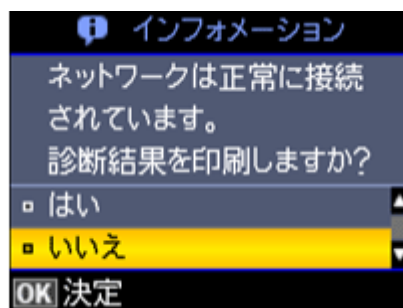 インフォメーション
ネットワークは正常に接続
されています。
診断結果を印刷しますか?
はい
いいえ
OK 決定